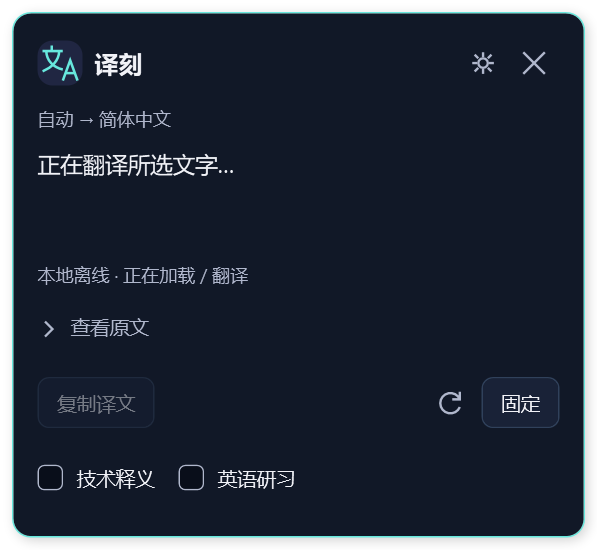 译刻
自动 → 简体中文
正在翻译所选文字...
本地离线 · 正在加载 / 翻译
查看原文
复制译文
固定
技术释义
英语研习